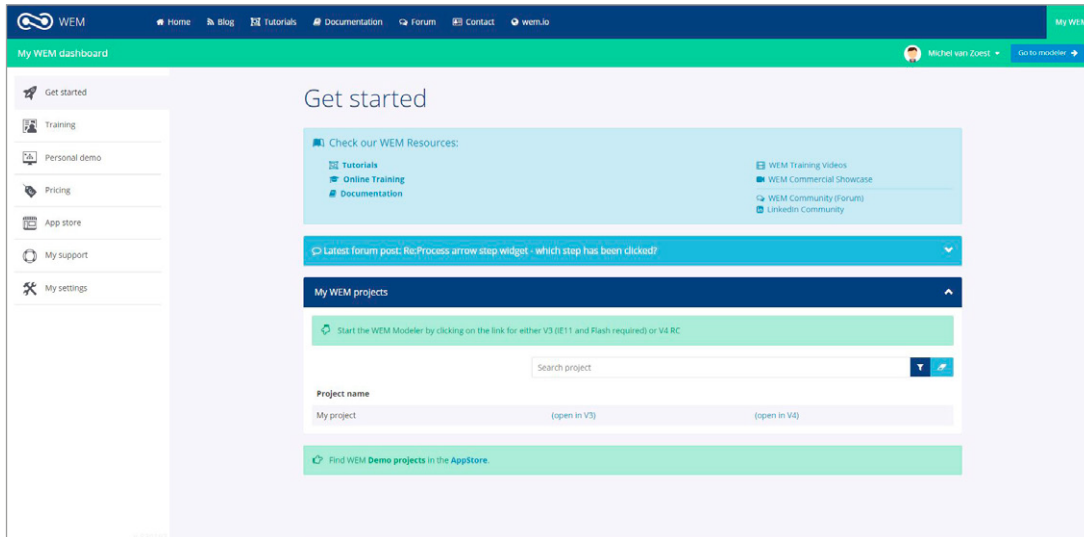 WEM
Home Blog Tutorials Documentation Forum Contact wem.io
My WEM
My WEM dashboard
Michel van Zoest
Go to modeler
Get started
Training
Personal demo
Pricing
App store
My support
My settings
Get started
Check our WEM Resources:
Tutorials
Online Training
Documentation
WEM Training Videos
WEM Commercial Showcase
WEM Community (Forum)
LinkedIn Community
Latest forum post: Re:Process arrow step widget - which step has been clicked?
My WEM projects
Start the WEM Modeler by clicking on the link for either V3 (IE11 and Flash required) or V4 RC
Search project
Project name
My project (open in V3) (open in V4)
Find WEM Demo projects in the AppStore.